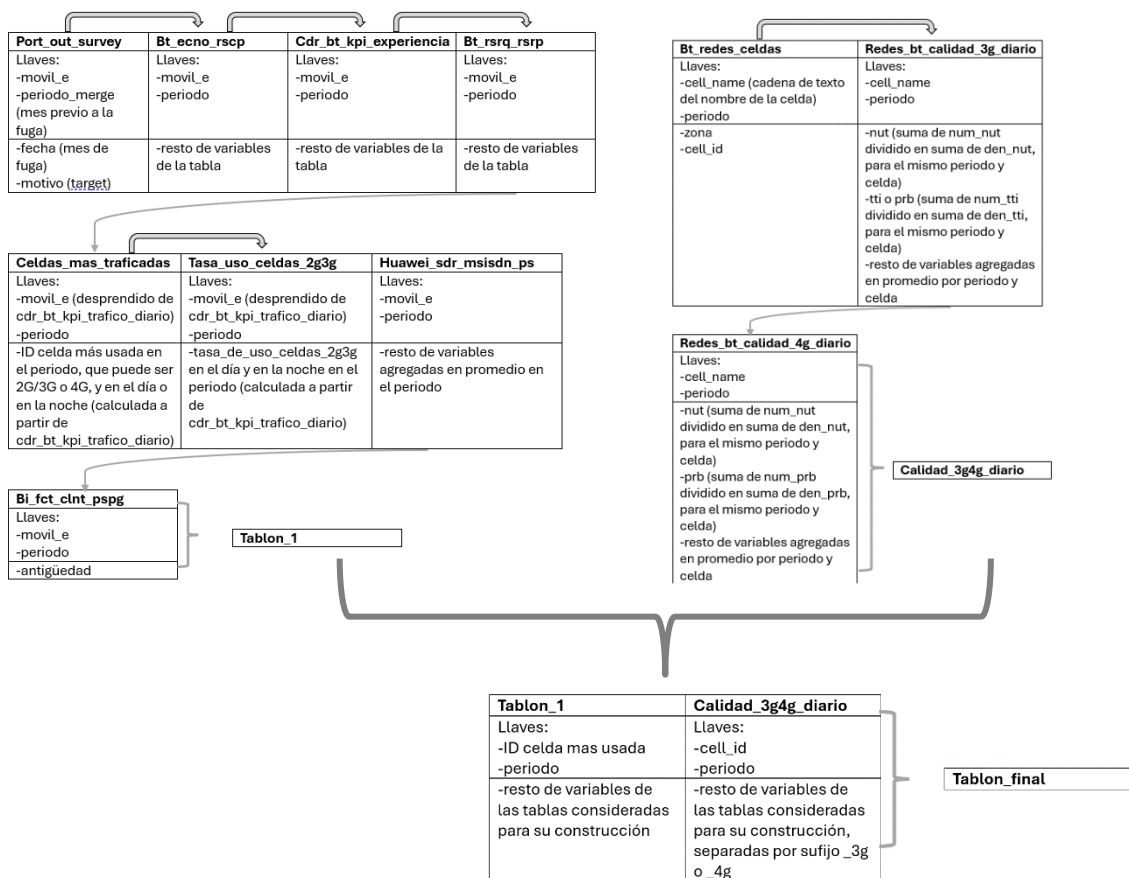 Port_out_survey
Llaves:
-movil_e
-periodo_merge
(mes previo a la
fuga)
-fecha (mes de
fuga)
-motivo (target)
Bt_ecno_rscp
Llaves:
-movil_e
-periodo
-resto de variables
de la tabla
Cdr_bt_kpi_experiencia
Llaves:
-movil_e
-periodo
-resto de variables de la
tabla
Bt_rsrq_rsrp
Llaves:
-movil_e
-periodo
-resto de variables
de la tabla
Bt_redes_celdas
Llaves:
-cell_name (cadena de texto
del nombre de la celda)
-periodo
-zona
-cell_id
Redes_bt_calidad_3g_diario
Llaves:
-cell_name
-periodo
-nut (suma de num_nut
dividido en suma de den_nut,
para el mismo periodo y
celda)
-tti o prb (suma de num_tti
dividido en suma de den_tti,
para el mismo periodo y
celda)
-resto de variables agregadas
en promedio por periodo y
celda
Celdas_mas_traficadas
Llaves:
-movil_e (desprendido de
cdr_bt_kpi_trafico_diario)
-periodo
-ID celda más usada en
el periodo, que puede ser
2G/3G o 4G, y en el día o
en la noche (calculada a
partir de
cdr_bt_kpi_trafico_diario)
Tasa_uso_celdas_2g3g
Llaves:
-movil_e (desprendido de
cdr_bt_kpi_trafico_diario)
-periodo
-tasa_de_uso_celdas_2g3g
en el día y en la noche en el
periodo (calculada a partir
de
cdr_bt_kpi_trafico_diario)
Huawei_sdr_msisdn_ps
Llaves:
-movil_e
-periodo
-resto de variables
agregadas en promedio en
el periodo
Redes_bt_calidad_4g_diario
Llaves:
-cell_name
-periodo
-nut (suma de num_nut
dividido en suma de den_nut,
para el mismo periodo y
celda)
-prb (suma de num_prb
dividido en suma de den_prb,
para el mismo periodo y
celda)
-resto de variables agregadas
en promedio por periodo y
celda
Calidad_3g4g_diario
Bi_fct_clnt_pspg
Llaves:
-movil_e
-periodo
-antigüedad
Tablon_1
Tablon_1
Llaves:
-ID celda mas usada
-periodo
-resto de variables de
las tablas consideradas
para su construcción
Calidad_3g4g_diario
Llaves:
-cell_id
-periodo
-resto de variables de
las tablas consideradas
para su construcción,
separadas por sufijo _3g
o _4g
Tablon_final